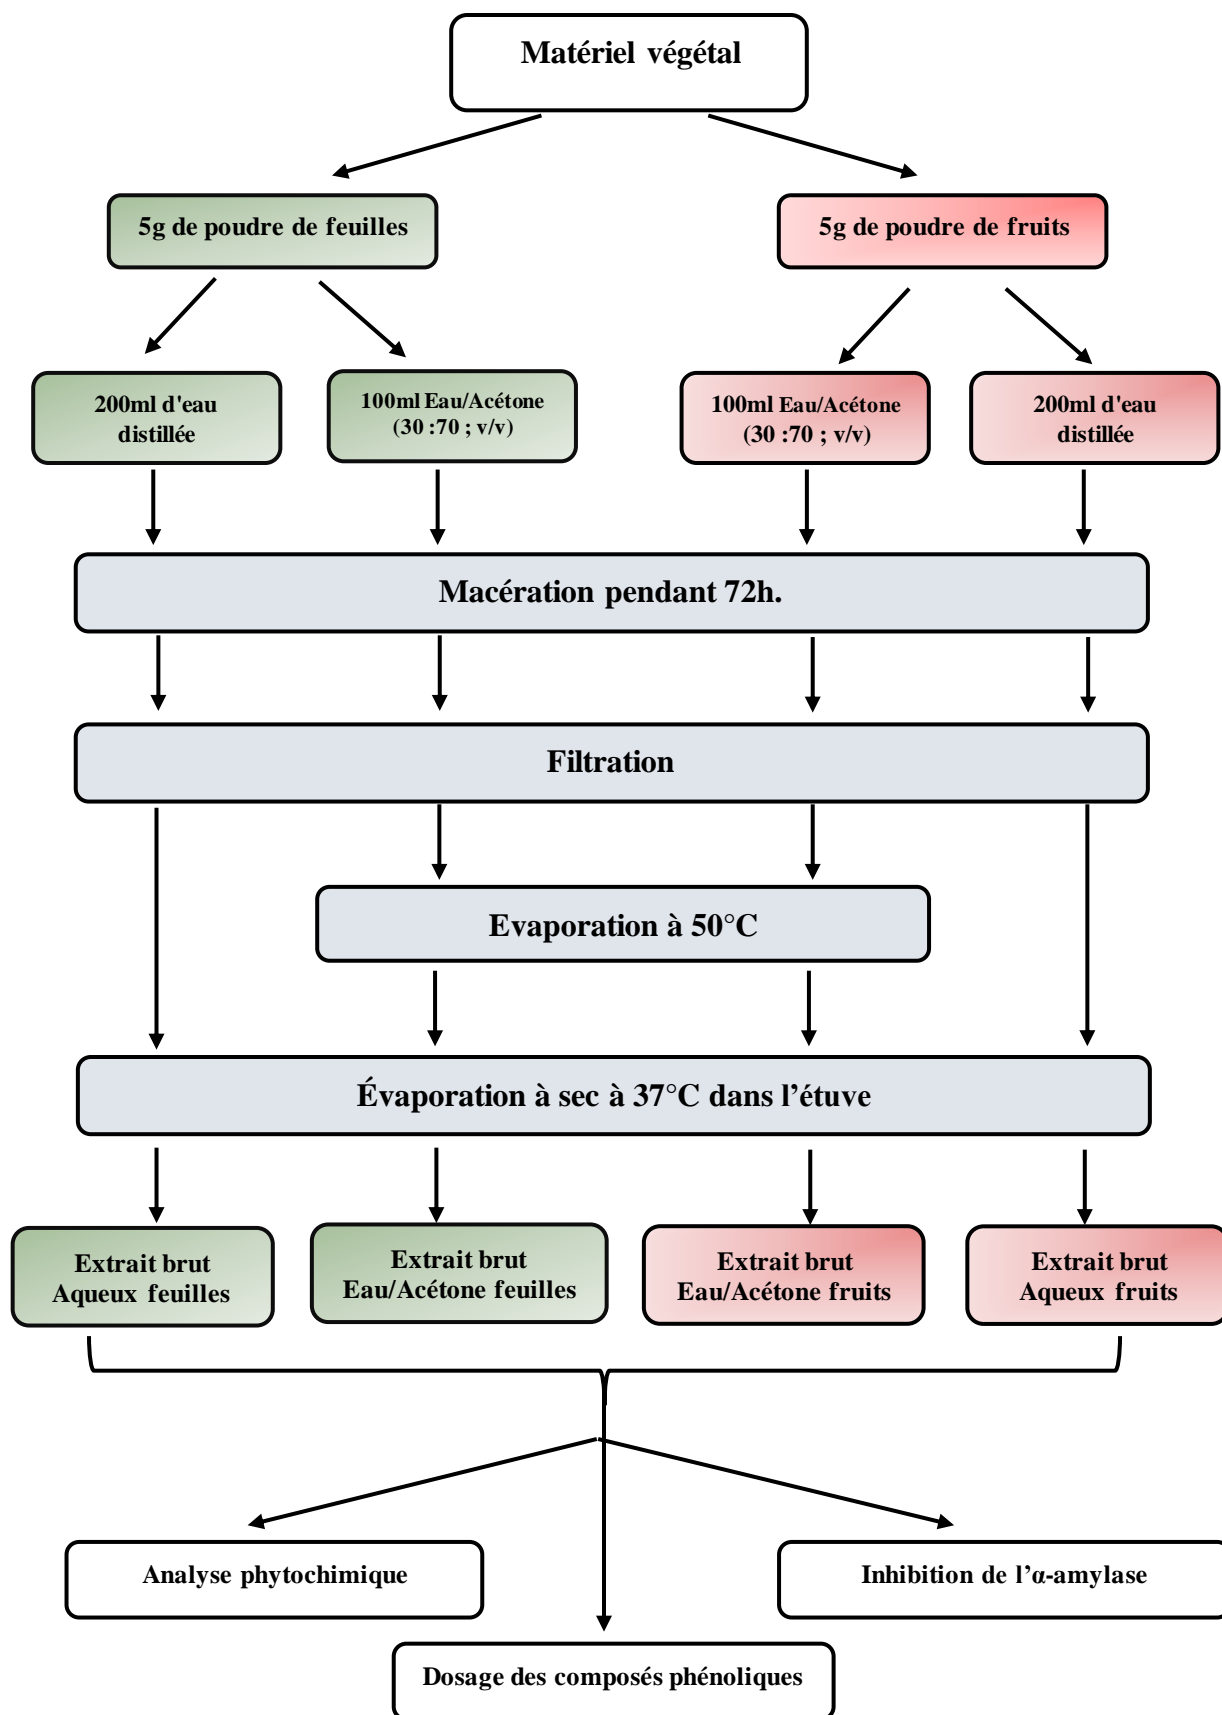 Matériel végétal
5g de poudre de feuilles
5g de poudre de fruits
200ml d'eau
distillée
100ml Eau/Acétone
(30 :70 ; v/v)
100ml Eau/Acétone
(30 :70 ; v/v)
200ml d'eau
distillée
Macération pendant 72h.
Filtration
Evaporation à 50°C
Évaporation à sec à 37°C dans l’étuve
Extrait brut
Aqueux feuilles
Extrait brut
Eau/Acétone feuilles
Extrait brut
Eau/Acétone fruits
Extrait brut
Aqueux fruits
Analyse phytochimique
Inhibition de l’α-amylase
Dosage des composés phénoliques